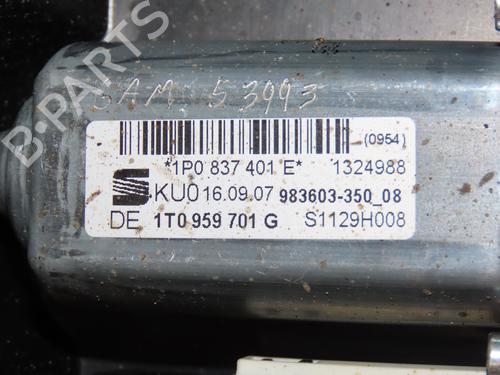 B-PARTS
SAM 53993
(0954)
*1P0 837 401 E* 1324988
KU0 16.09.07 983603-350_08
DE 1T0 959 701 G S1129H008